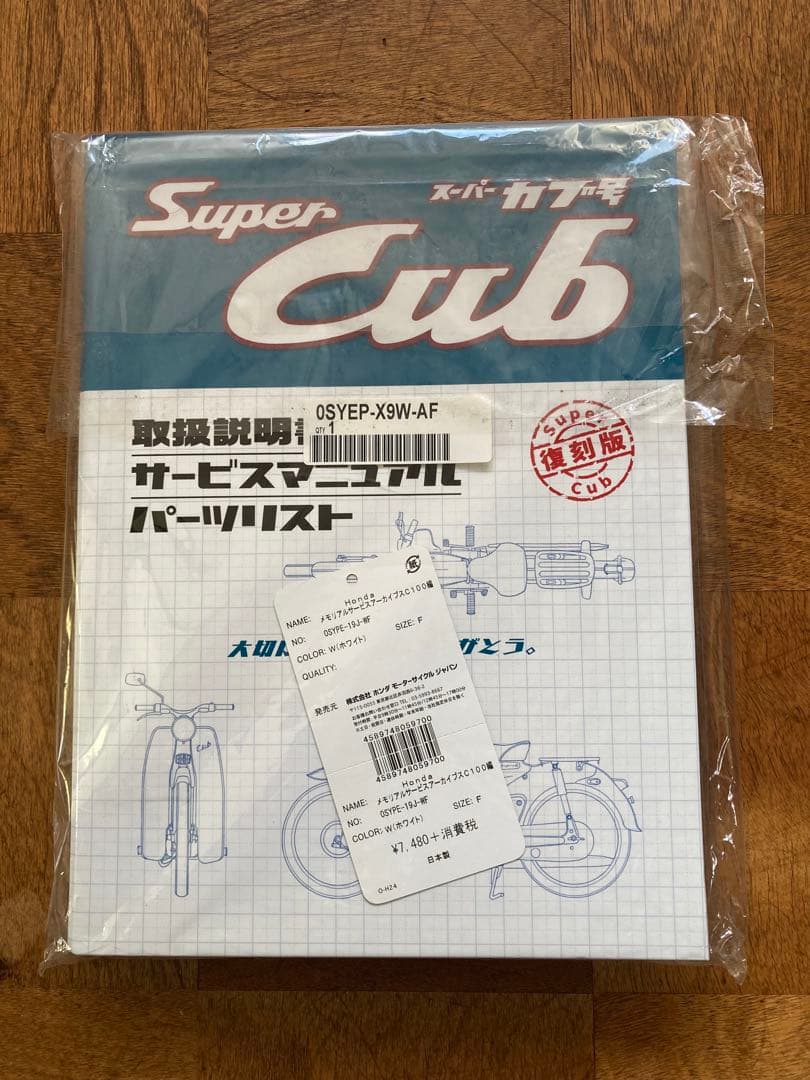 Super
スーパーカブ号
Cub
取扱説明書
0SYEP-X9W-AF
QTY 1
サービスマニュアル
パーツリスト
Super
復刻版
Cub
大切に
がとう。
Cub
紙
Honda
NAME: メモリアルサービスアーカイブスC100編
NO: 0SYPE-19J-WF
COLOR: W(ホワイト) SIZE: F
QUALITY:
発売元 株式会社 ホンダ モーターサイクル ジャパン
4589748059700
4589748059700
Honda
NAME: メモリアルサービスアーカイブスC100編
NO: 0SYPE-19J-WF
COLOR: W(ホワイト) SIZE: F
¥7,480+消費税
日本製
O-H24